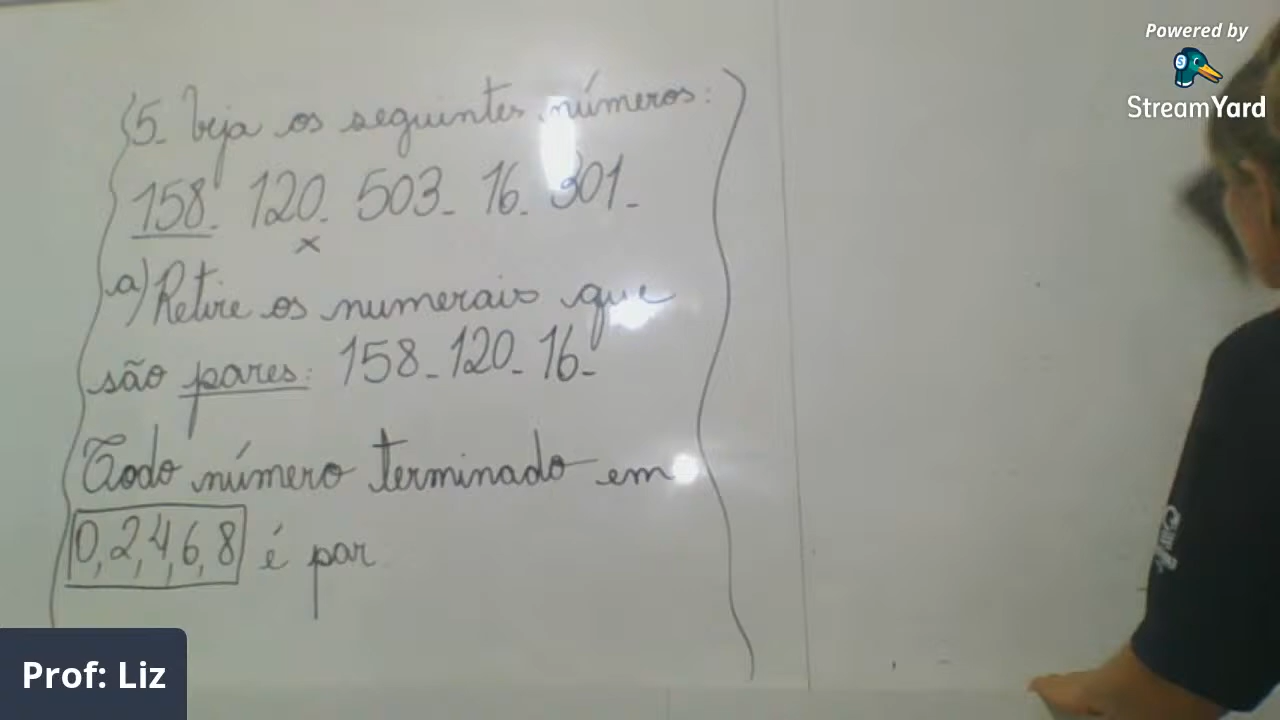 5- Veja os seguintes números:
158- 120- 503- 16- 301-
x
a) Retire os numerais que
são pares: 158-120-16-
Todo número terminado em
0,2,4,6,8 é par
Powered by
StreamYard
Prof: Liz